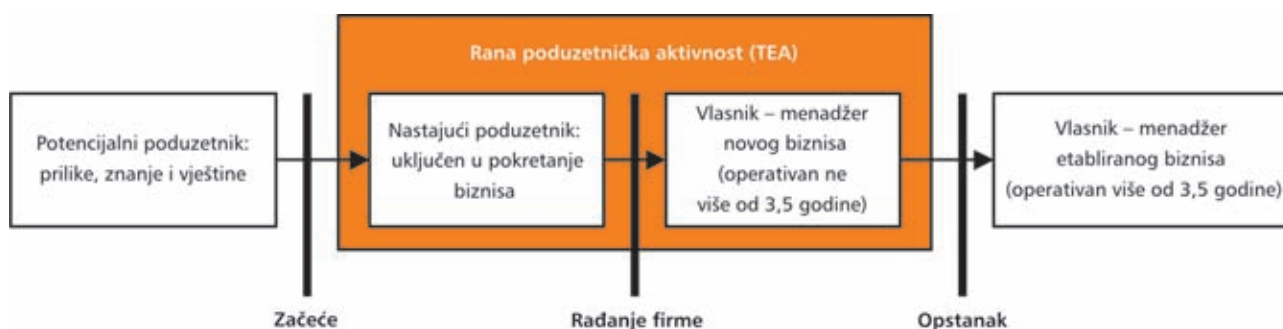 Rana poduzetnička aktivnost (TEA)
Potencijalni poduzetnik:
prilike, znanje i vještine
Nastajući poduzetnik:
uključen u pokretanje
biznisa
Vlasnik – menadžer
novog biznisa
(operativan ne
više od 3,5 godine)
Vlasnik – menadžer
etabliranog biznisa
(operativan više od 3,5 godine)
Začeće
Rađanje firme
Opstanak